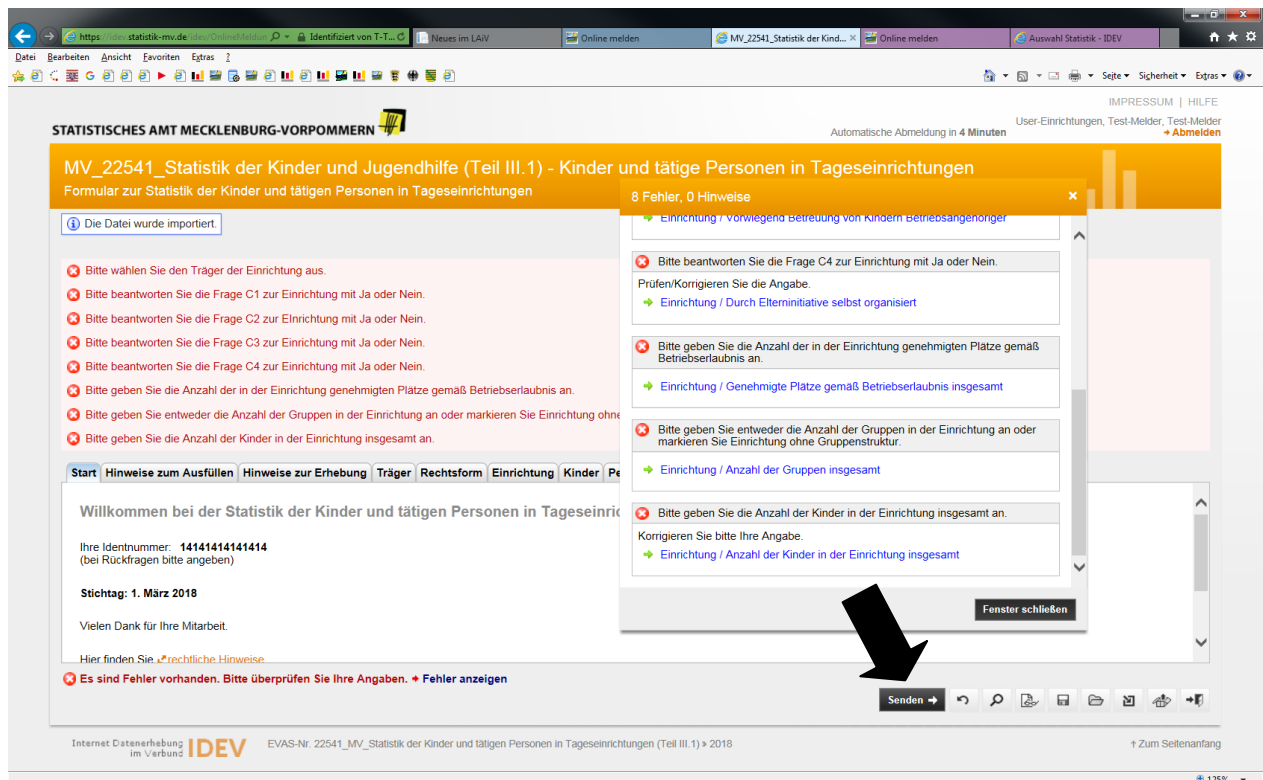 https://idev.statistik-mv.de/idev/OnlineMeldun
Identifiziert von T-T...
Neues im LAiV
Online melden
MV_22541_Statistik der Kind...
Online melden
Auswahl Statistik - IDEV
Datei Bearbeiten Ansicht Favoriten Extras ?
Seite Sicherheit Extras
IMPRESSUM | HILFE
STATISTISCHES AMT MECKLENBURG-VORPOMMERN
Automatische Abmeldung in 4 Minuten
User-Einrichtungen, Test-Melder, Test-Melder
Abmelden
MV_22541_Statistik der Kinder und Jugendhilfe (Teil III.1) - Kinder und tätige Personen in Tageseinrichtungen
Formular zur Statistik der Kinder und tätigen Personen in Tageseinrichtungen
Die Datei wurde importiert.
Bitte wählen Sie den Träger der Einrichtung aus.
Bitte beantworten Sie die Frage C1 zur Einrichtung mit Ja oder Nein.
Bitte beantworten Sie die Frage C2 zur EInrichtung mit Ja oder Nein.
Bitte beantworten Sie die Frage C3 zur Einrichtung mit Ja oder Nein.
Bitte beantworten Sie die Frage C4 zur Einrichtung mit Ja oder Nein.
Bitte geben Sie die Anzahl der in der Einrichtung genehmigten Plätze gemäß Betriebserlaubnis an.
Bitte geben Sie entweder die Anzahl der Gruppen in der Einrichtung an oder markieren Sie Einrichtung ohne
Bitte geben Sie die Anzahl der Kinder in der Einrichtung insgesamt an.
8 Fehler, 0 Hinweise
Einrichtung / Vorwiegend Betreuung von Kindern Betriebsangehöriger
Bitte beantworten Sie die Frage C4 zur Einrichtung mit Ja oder Nein.
Prüfen/Korrigieren Sie die Angabe.
Einrichtung / Durch Elterninitiative selbst organisiert
Bitte geben Sie die Anzahl der in der Einrichtung genehmigten Plätze gemäß
Betriebserlaubnis an.
Einrichtung / Genehmigte Plätze gemäß Betriebserlaubnis insgesamt
Bitte geben Sie entweder die Anzahl der Gruppen in der Einrichtung an oder
markieren Sie Einrichtung ohne Gruppenstruktur.
Einrichtung / Anzahl der Gruppen insgesamt
Bitte geben Sie die Anzahl der Kinder in der Einrichtung insgesamt an.
Korrigieren Sie bitte Ihre Angabe.
Einrichtung / Anzahl der Kinder in der Einrichtung insgesamt
Fenster schließen
Start Hinweise zum Ausfüllen Hinweise zur Erhebung Träger Rechtsform Einrichtung Kinder Pe
Willkommen bei der Statistik der Kinder und tätigen Personen in Tageseinric
Ihre Identnummer: 14141414141414
(bei Rückfragen bitte angeben)
Stichtag: 1. März 2018
Vielen Dank für Ihre Mitarbeit.
Hier finden Sie rechtliche Hinweise
Es sind Fehler vorhanden. Bitte überprüfen Sie Ihre Angaben. Fehler anzeigen
Senden
Internet Datenerhebung
im Verbund
IDEV
EVAS-Nr. 22541_MV_Statistik der Kinder und tätigen Personen in Tageseinrichtungen (Teil III.1) » 2018
↑ Zum Seitenanfang
125%